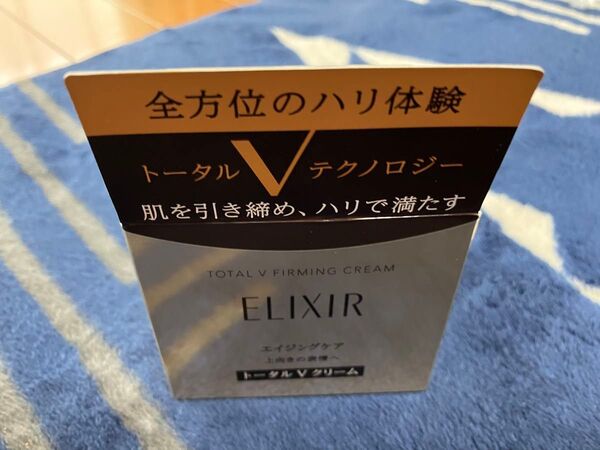 全方位のハリ体験
トータルVテクノロジー
肌を引き締め、ハリで満たす
TOTAL V FIRMING CREAM
ELIXIR
エイジングケア
上向きの表情へ
トータル V クリーム